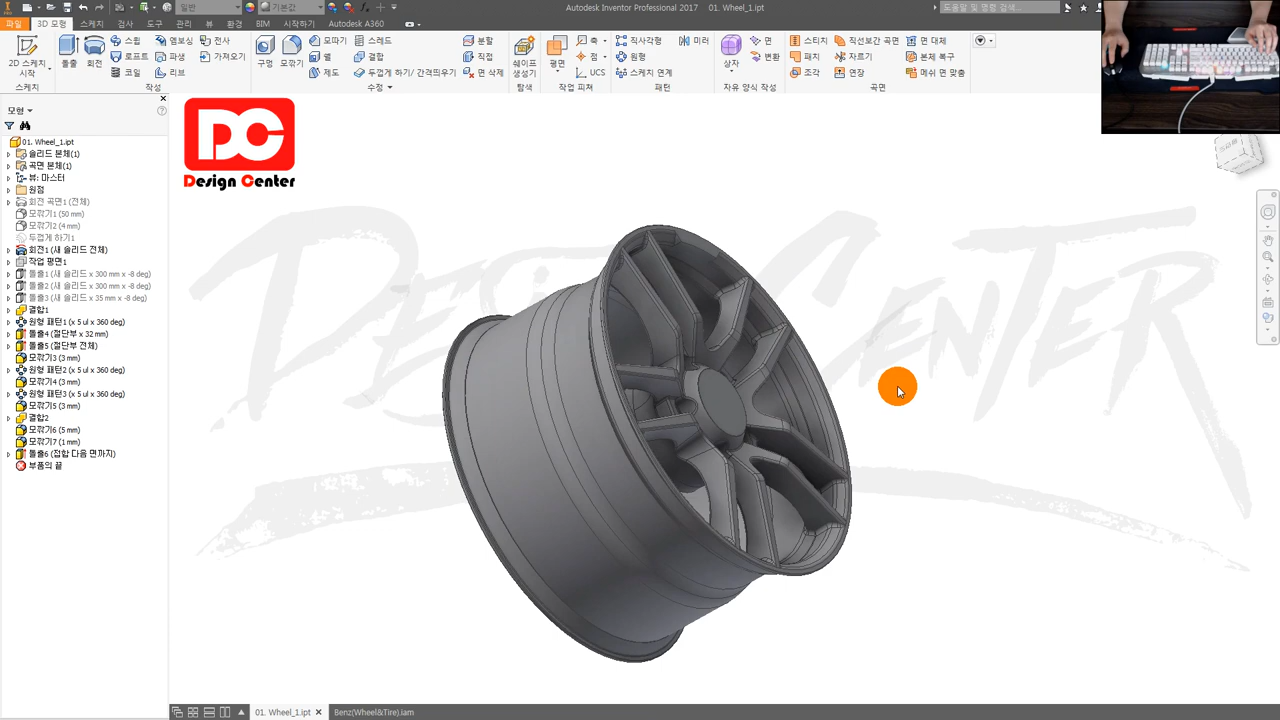 일반
기본값
Autodesk Inventor Professional 2017 01. Wheel_1.ipt
도움말 및 명령 검색...
파일 3D 모형 스케치 검사 도구 관리 뷰 환경 BIM 시작하기 Autodesk A360
2D 스케치
시작
돌출 회전
스윕 엠보싱 전사
로프트 파생 가져오기
코일 리브
구멍 모깎기
모따기 스레드 분할
쉘 결합 직접
제도 두껍게 하기/간격띄우기
쉐이프
생성기
평면
축
점
UCS
직사각형 미러
원형
스케치 연계
상자
면
변환
스티치 직선보간 곡면 면 대체
패치 자르기 본체 복구
조각 연장 메쉬 면 맞춤
스케치 작성 수정 탐색 작업 피쳐 패턴 자유 양식 작성 곡면
모형
01. Wheel_1.ipt
솔리드 본체(1)
곡면 본체(1)
뷰: 마스터
원점
회전 곡면1 (전체)
모깎기1 (50 mm)
모깎기2 (4 mm)
두껍게 하기1
회전1(새 솔리드 전체)
작업 평면1
돌출1 (새 솔리드 x 300 mm x -8 deg)
돌출2 (새 솔리드 x 300 mm x -8 deg)
돌출3 (새 솔리드 x 35 mm x -8 deg)
결합1
원형 패턴1 (x 5 ul x 360 deg)
돌출4 (절단부 x 32 mm)
돌출5 (절단부 전체)
모깎기3 (3 mm)
원형 패턴2 (x 5 ul x 360 deg)
모깎기4 (3 mm)
원형 패턴3 (x 5 ul x 360 deg)
모깎기5 (3 mm)
결합2
모깎기6 (5 mm)
모깎기7 (1 mm)
돌출6 (접합 다음 면까지)
부품의 끝
DC
Design Center
01. Wheel_1.ipt Benz(Wheel&Tire).iam